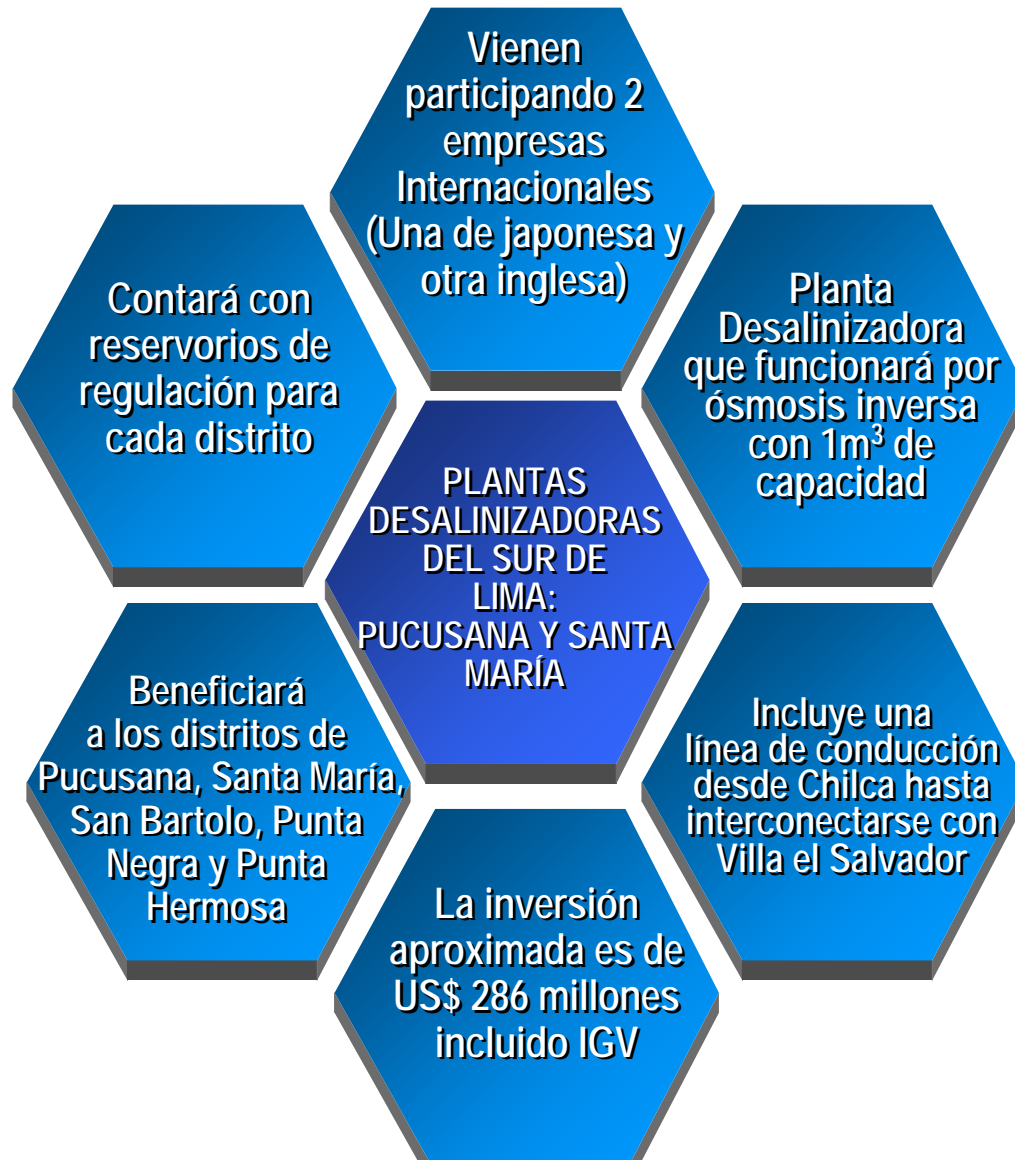 Vienen
participando 2
empresas
Internacionales
(Una de japonesa y
otra inglesa)
Contará con
reservorios de
regulación para
cada distrito
Planta
Desalinizadora
que funcionará por
ósmosis inversa
con 1m³ de
capacidad
PLANTAS
DESALINIZADORAS
DEL SUR DE
LIMA:
PUCUSANA Y SANTA
MARÍA
Beneficiará
a los distritos de
Pucusana, Santa María,
San Bartolo, Punta
Negra y Punta
Hermosa
Incluye una
línea de conducción
desde Chilca hasta
interconectarse con
Villa el Salvador
La inversión
aproximada es de
US$ 286 millones
incluido IGV